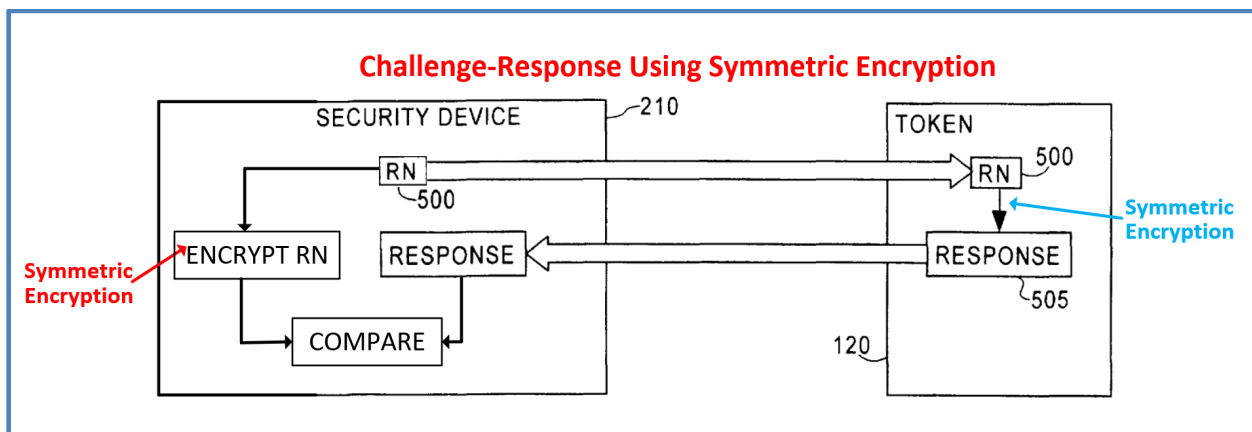 Challenge-Response Using Symmetric Encryption
SECURITY DEVICE
210
TOKEN
RN
500
RN
500
Symmetric
Encryption
ENCRYPT RN
RESPONSE
RESPONSE
505
Symmetric
Encryption
COMPARE
120